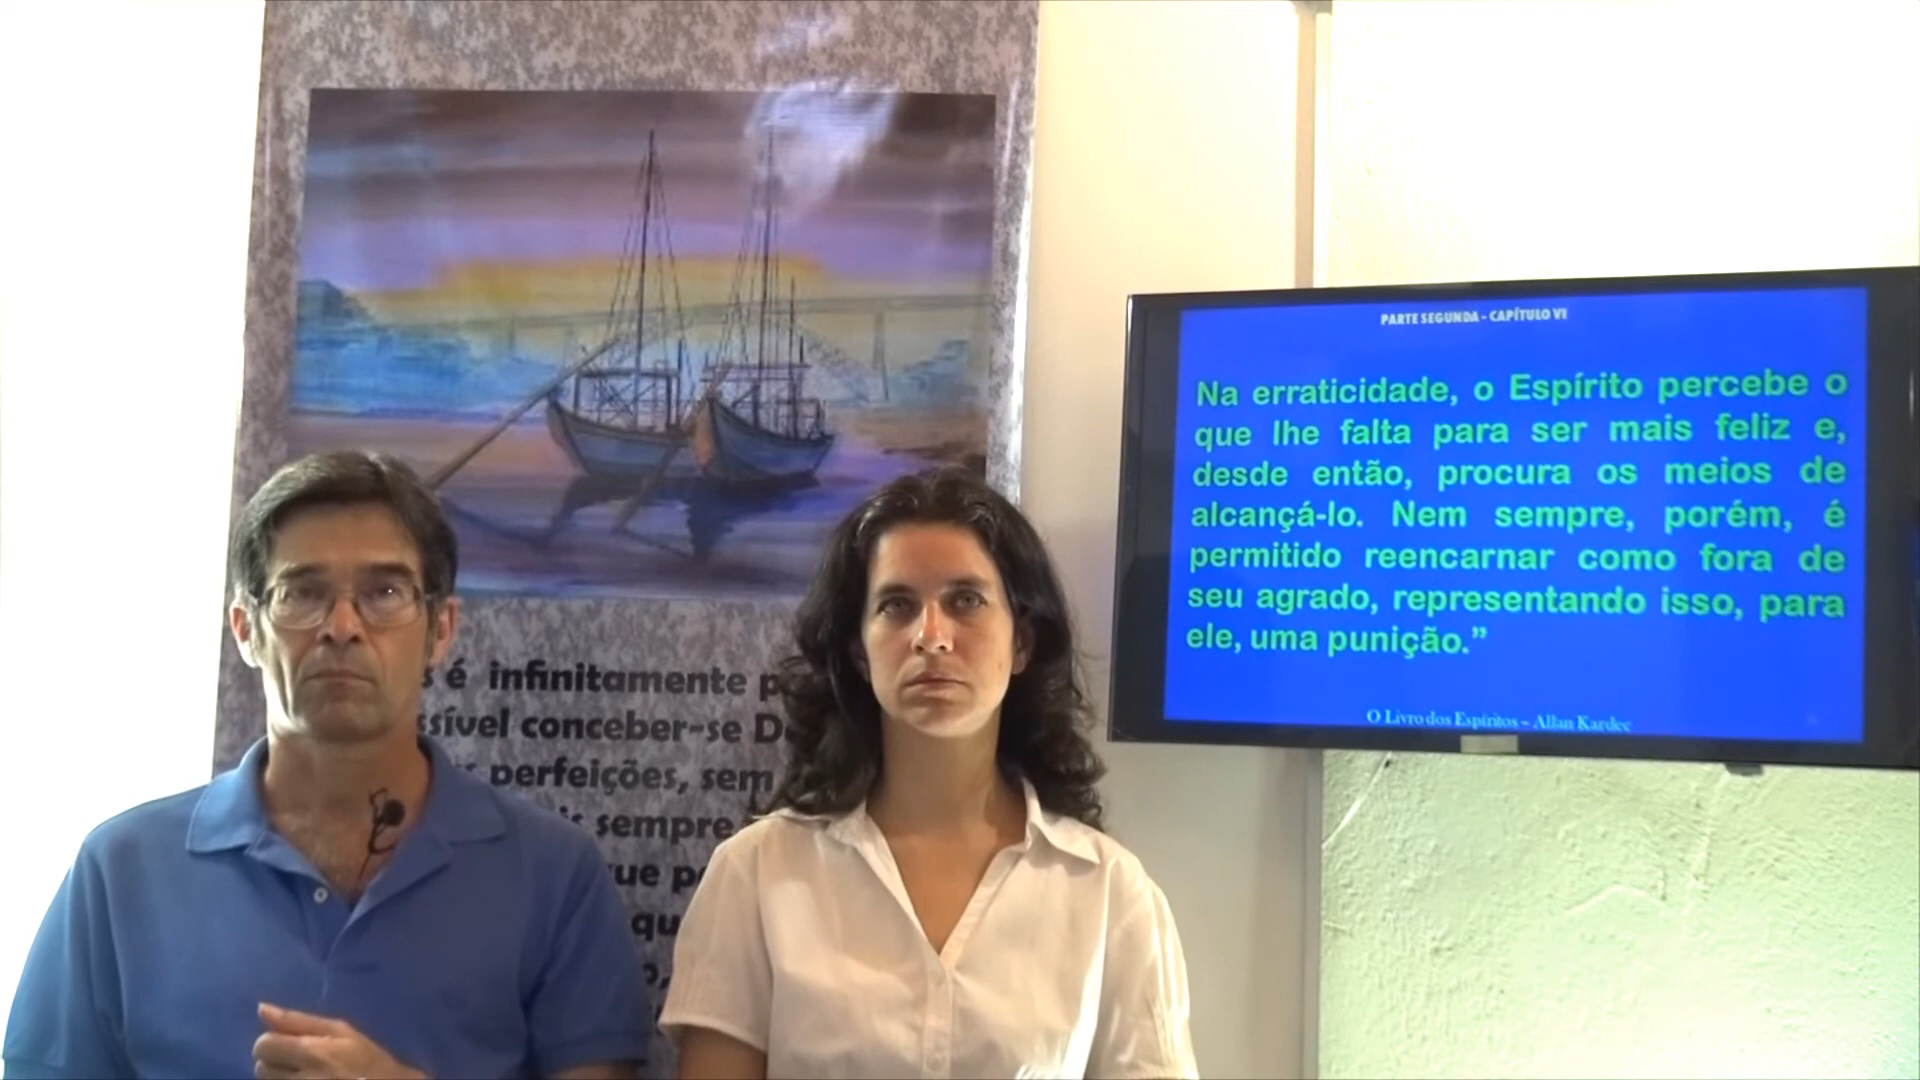 é infinitamente
ssível conceber-se
perfeições, sem
sempre
que
PARTE SEGUNDA - CAPÍTULO VI
Na erraticidade, o Espírito percebe o
que lhe falta para ser mais feliz e,
desde então, procura os meios de
alcançá-lo. Nem sempre, porém, é
permitido reencarnar como fora de
seu agrado, representando isso, para
ele, uma punição.”
O Livro dos Espíritos – Allan Kardec